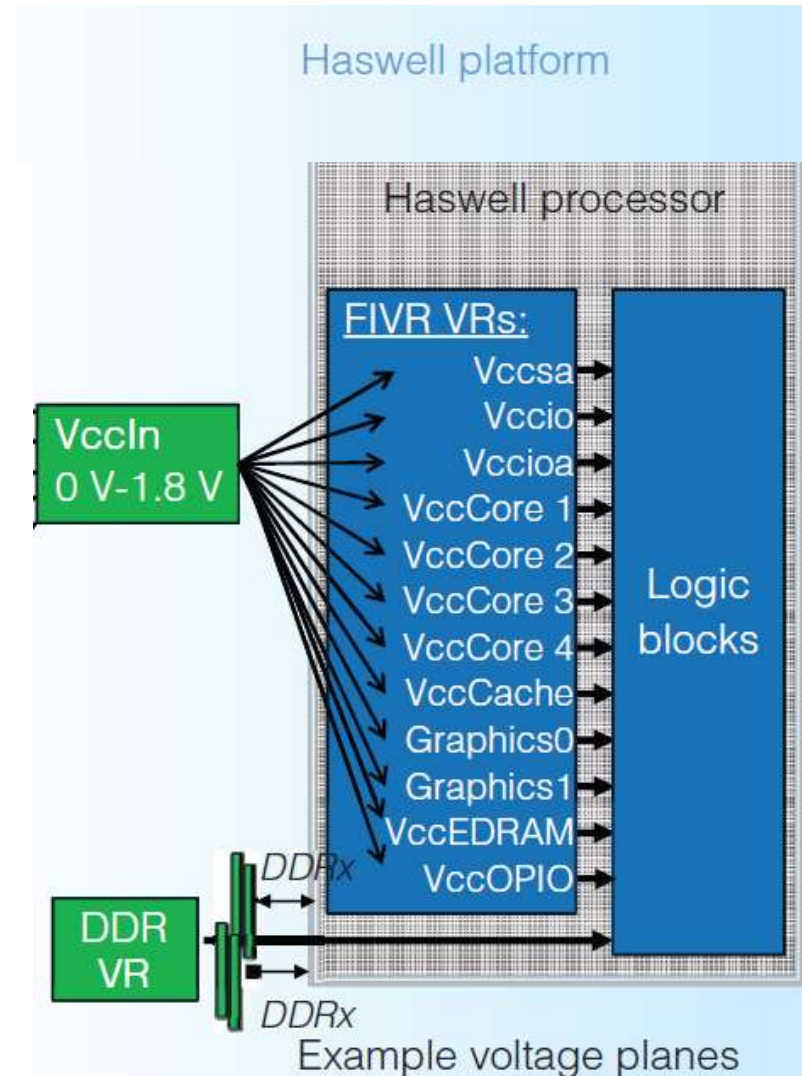 Haswell platform
Haswell processor
FIVR VRs:
Vccsa
Vccio
Vccioa
VccCore 1
VccCore 2
VccCore 3
VccCore 4
VccCache
Graphics0
Graphics1
VccEDRAM
VccOPIO
VccIn
0 V-1.8 V
Logic
blocks
DDRx
DDR
VR
DDRx
Example voltage planes